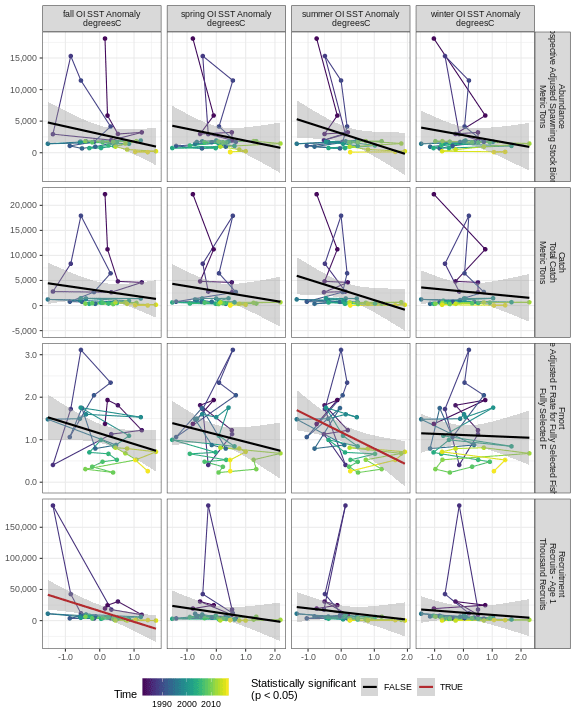 fall OI SST Anomaly
degreesC
spring OI SST Anomaly
degreesC
summer OI SST Anomaly
degreesC
winter OI SST Anomaly
degreesC
15,000
10,000
5,000
0
Abundance
Adjusted Spawning Stock
Metric Tons
20,000
15,000
10,000
5,000
0
-5,000
Catch
Total Catch
Metric Tons
3.0
2.0
1.0
0.0
Fmort
Adjusted F Rate for Fully Selected
Fully Selected F
150,000
100,000
50,000
0
Recruitment
Recruits - Age 1
Thousand Recruits
-1.0 0.0 1.0
-1.0 0.0 1.0 2.0
-1.0 0.0 1.0 2.0
-1.0 0.0 1.0 2.0
Time
1990 2000 2010
Statistically significant
(p < 0.05)
FALSE
TRUE